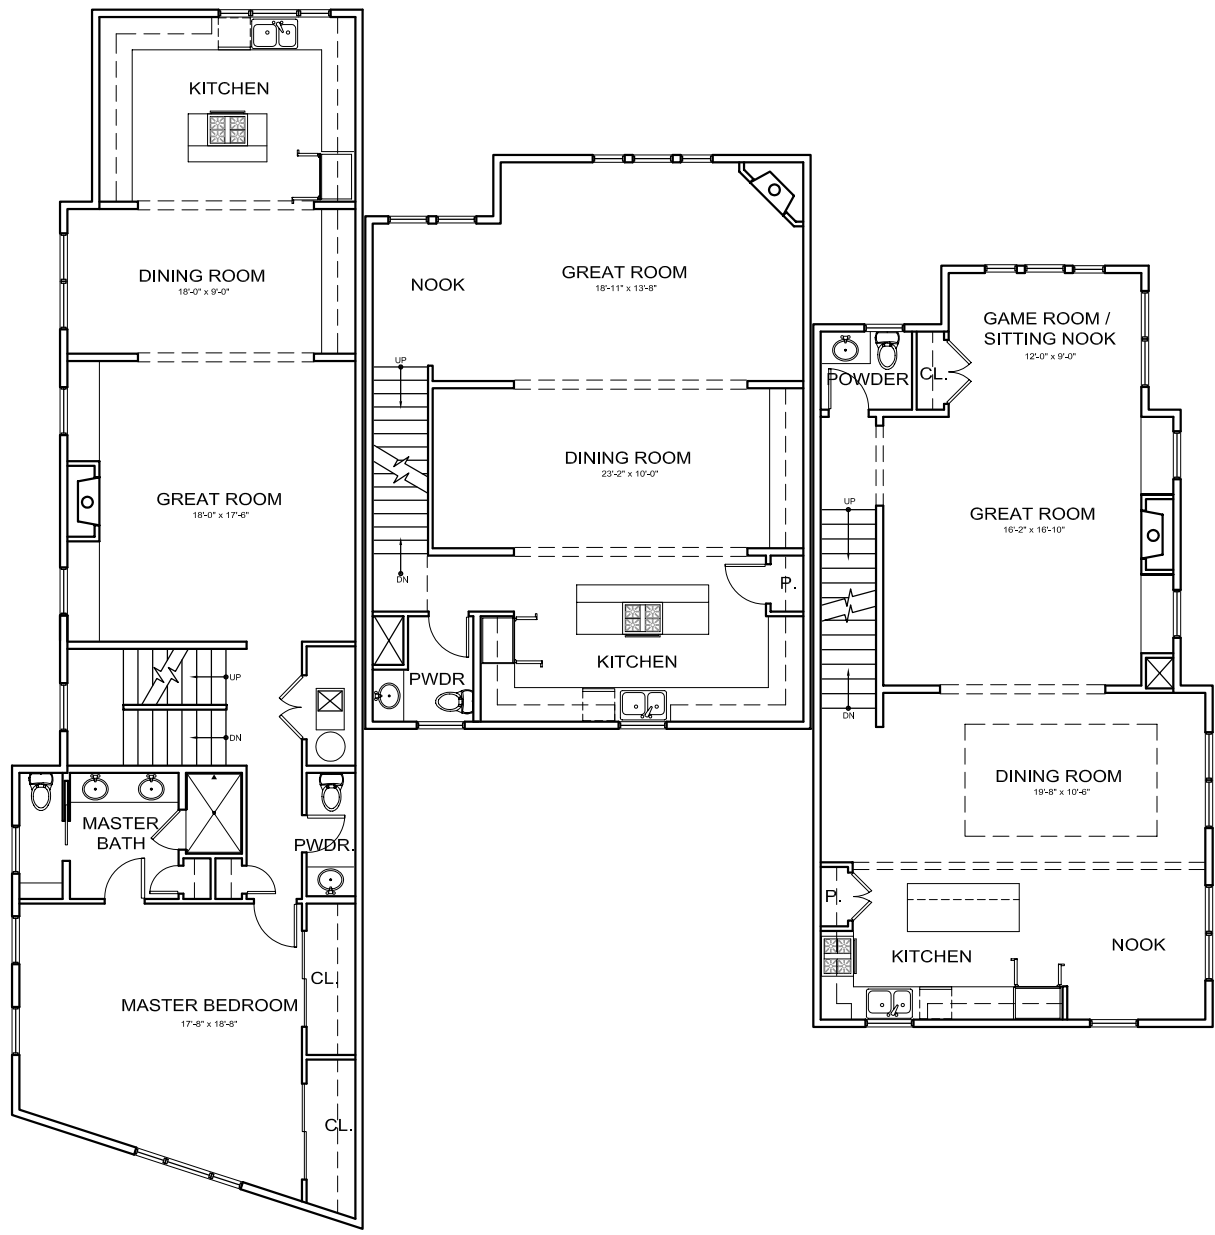 KITCHEN
DINING ROOM
18'-0" x 9'-0"
GREAT ROOM
18'-0" x 17'-6"
UP
DN
MASTER
BATH
PWDR.
CL.
MASTER BEDROOM
17'-8" x 18'-8"
CL.
GREAT ROOM
18'-11" x 13'-8"
NOOK
UP
DINING ROOM
23'-2" x 10'-0"
DN
P.
KITCHEN
PWDR
GAME ROOM /
SITTING NOOK
12'-0" x 9'-0"
POWDER
CL.
UP
GREAT ROOM
16'-2" x 16'-10"
DN
DINING ROOM
19'-8" x 10'-6"
P.
KITCHEN
NOOK